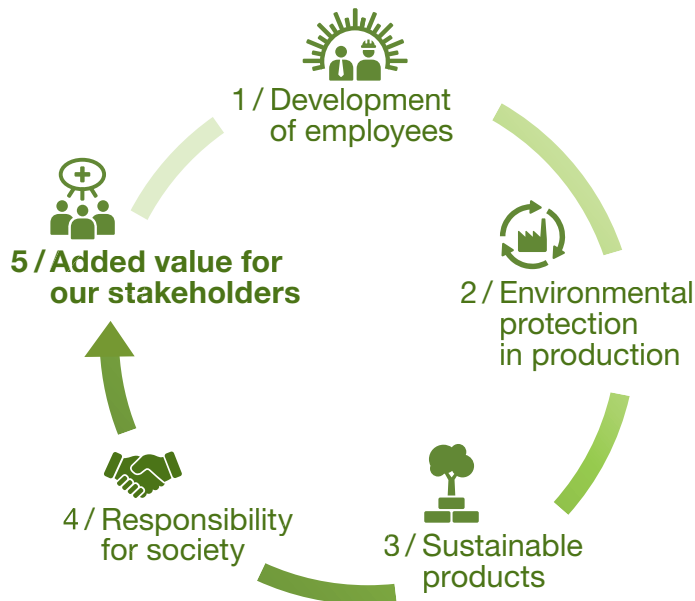 1 / Development
of employees
2 / Environmental
protection
in production
3 / Sustainable
products
4 / Responsibility
for society
5 / Added value for
our stakeholders